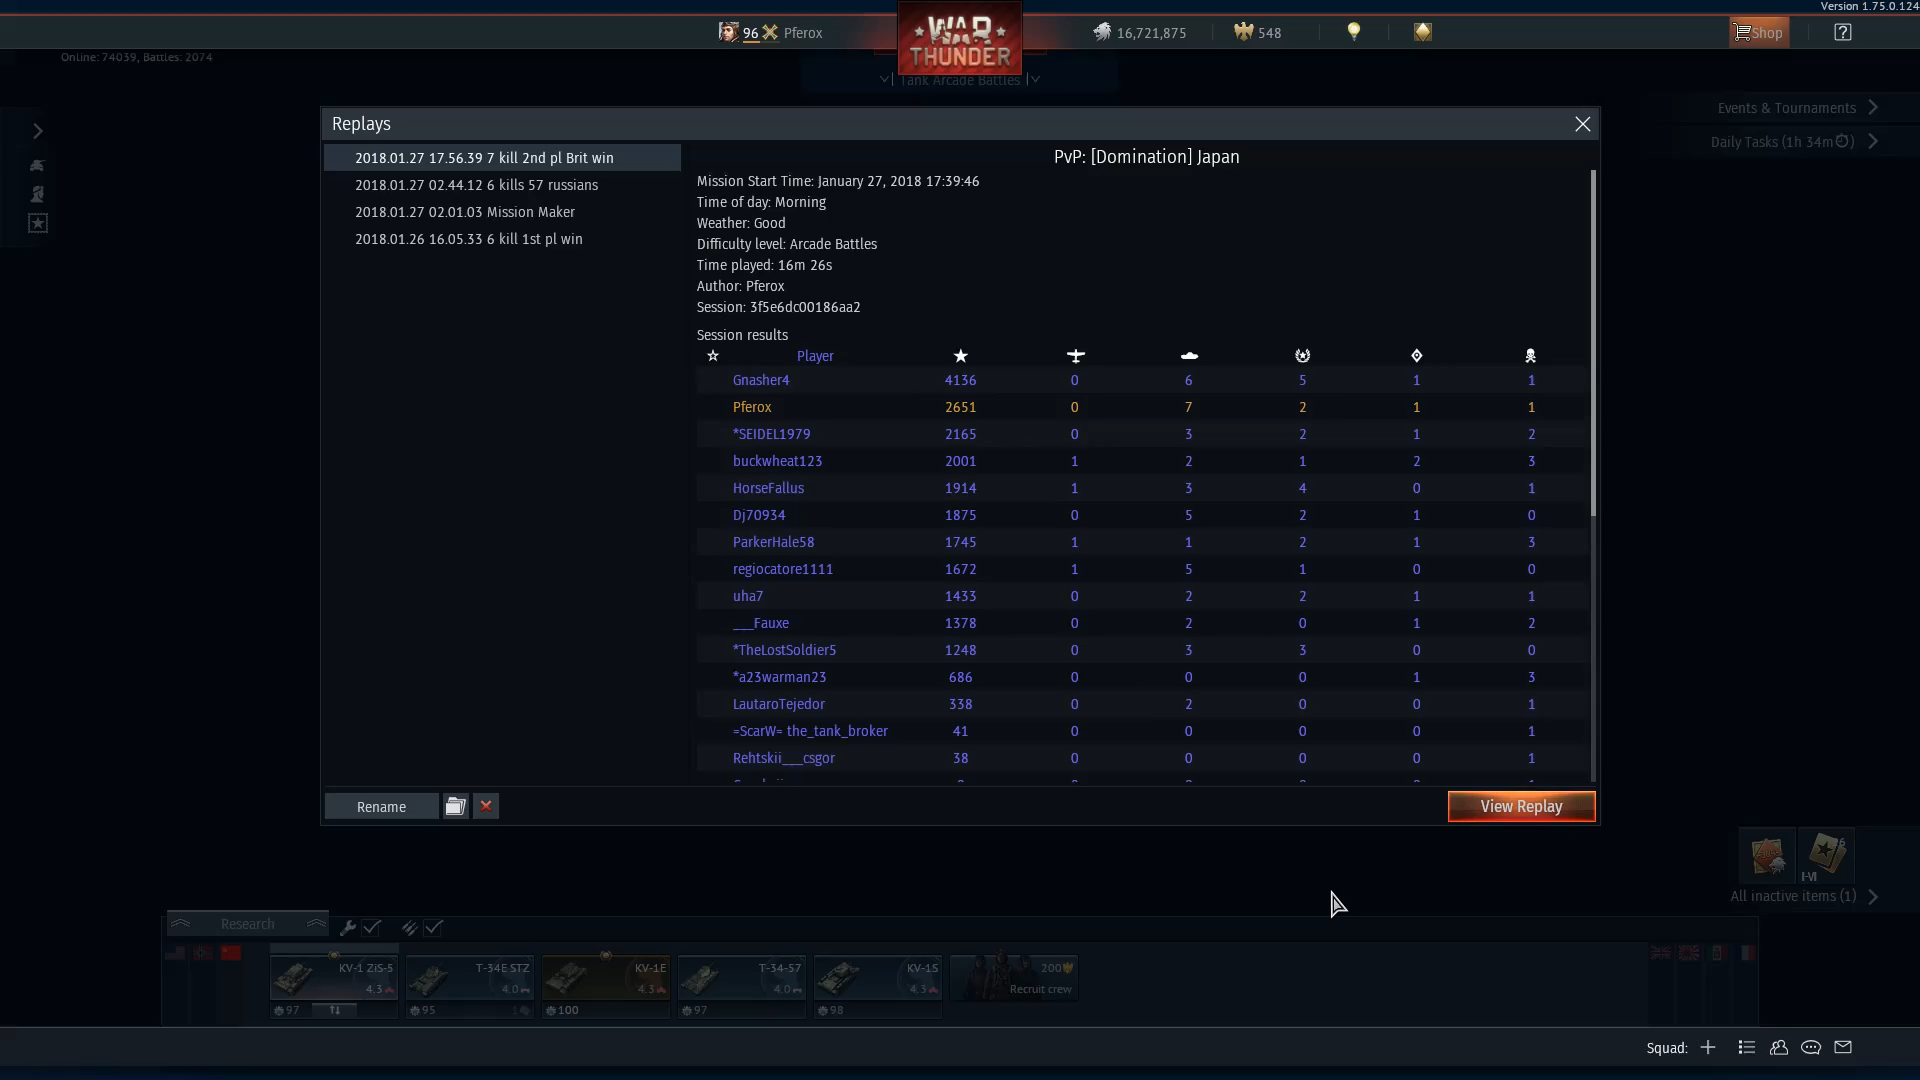 Version 1.75.0.124
96 Pferox
WAR THUNDER
16,721,875
548
Shop
Online: 74039, Battles: 2074
Tank Arcade Battles
Events & Tournaments
Daily Tasks (1h 34m)
Replays
2018.01.27 17.56.39 7 kill 2nd pl Brit win
2018.01.27 02.44.12 6 kills 57 russians
2018.01.27 02.01.03 Mission Maker
2018.01.26 16.05.33 6 kill 1st pl win
PvP: [Domination] Japan
Mission Start Time: January 27, 2018 17:39:46
Time of day: Morning
Weather: Good
Difficulty level: Arcade Battles
Time played: 16m 26s
Author: Pferox
Session: 3f5e6dc00186aa2
Session results
Player
Gnasher4 4136 0 6 5 1 1
Pferox 2651 0 7 2 1 1
*SEIDEL1979 2165 0 3 2 1 2
buckwheat123 2001 1 2 1 2 3
HorseFallus 1914 1 3 4 0 1
Dj70934 1875 0 5 2 1 0
ParkerHale58 1745 1 1 2 1 3
regiocatore1111 1672 1 5 1 0 0
uha7 1433 0 2 2 1 1
___Fauxe 1378 0 2 0 1 2
*TheLostSoldier5 1248 0 3 3 0 0
*a23warman23 686 0 0 0 1 3
LautaroTejedor 338 0 2 0 0 1
=ScarW= the_tank_broker 41 0 0 0 0 1
Rehtskii___csgor 38 0 0 0 0 1
Rename
View Replay
I-VI
All inactive items (1)
Research
KV-1 ZiS-5 4.3 97
T-34E STZ 4.0 95
KV-1E 4.3 100
T-34-57 4.0 97
KV-1S 4.3 98
200 Recruit crew
Squad: